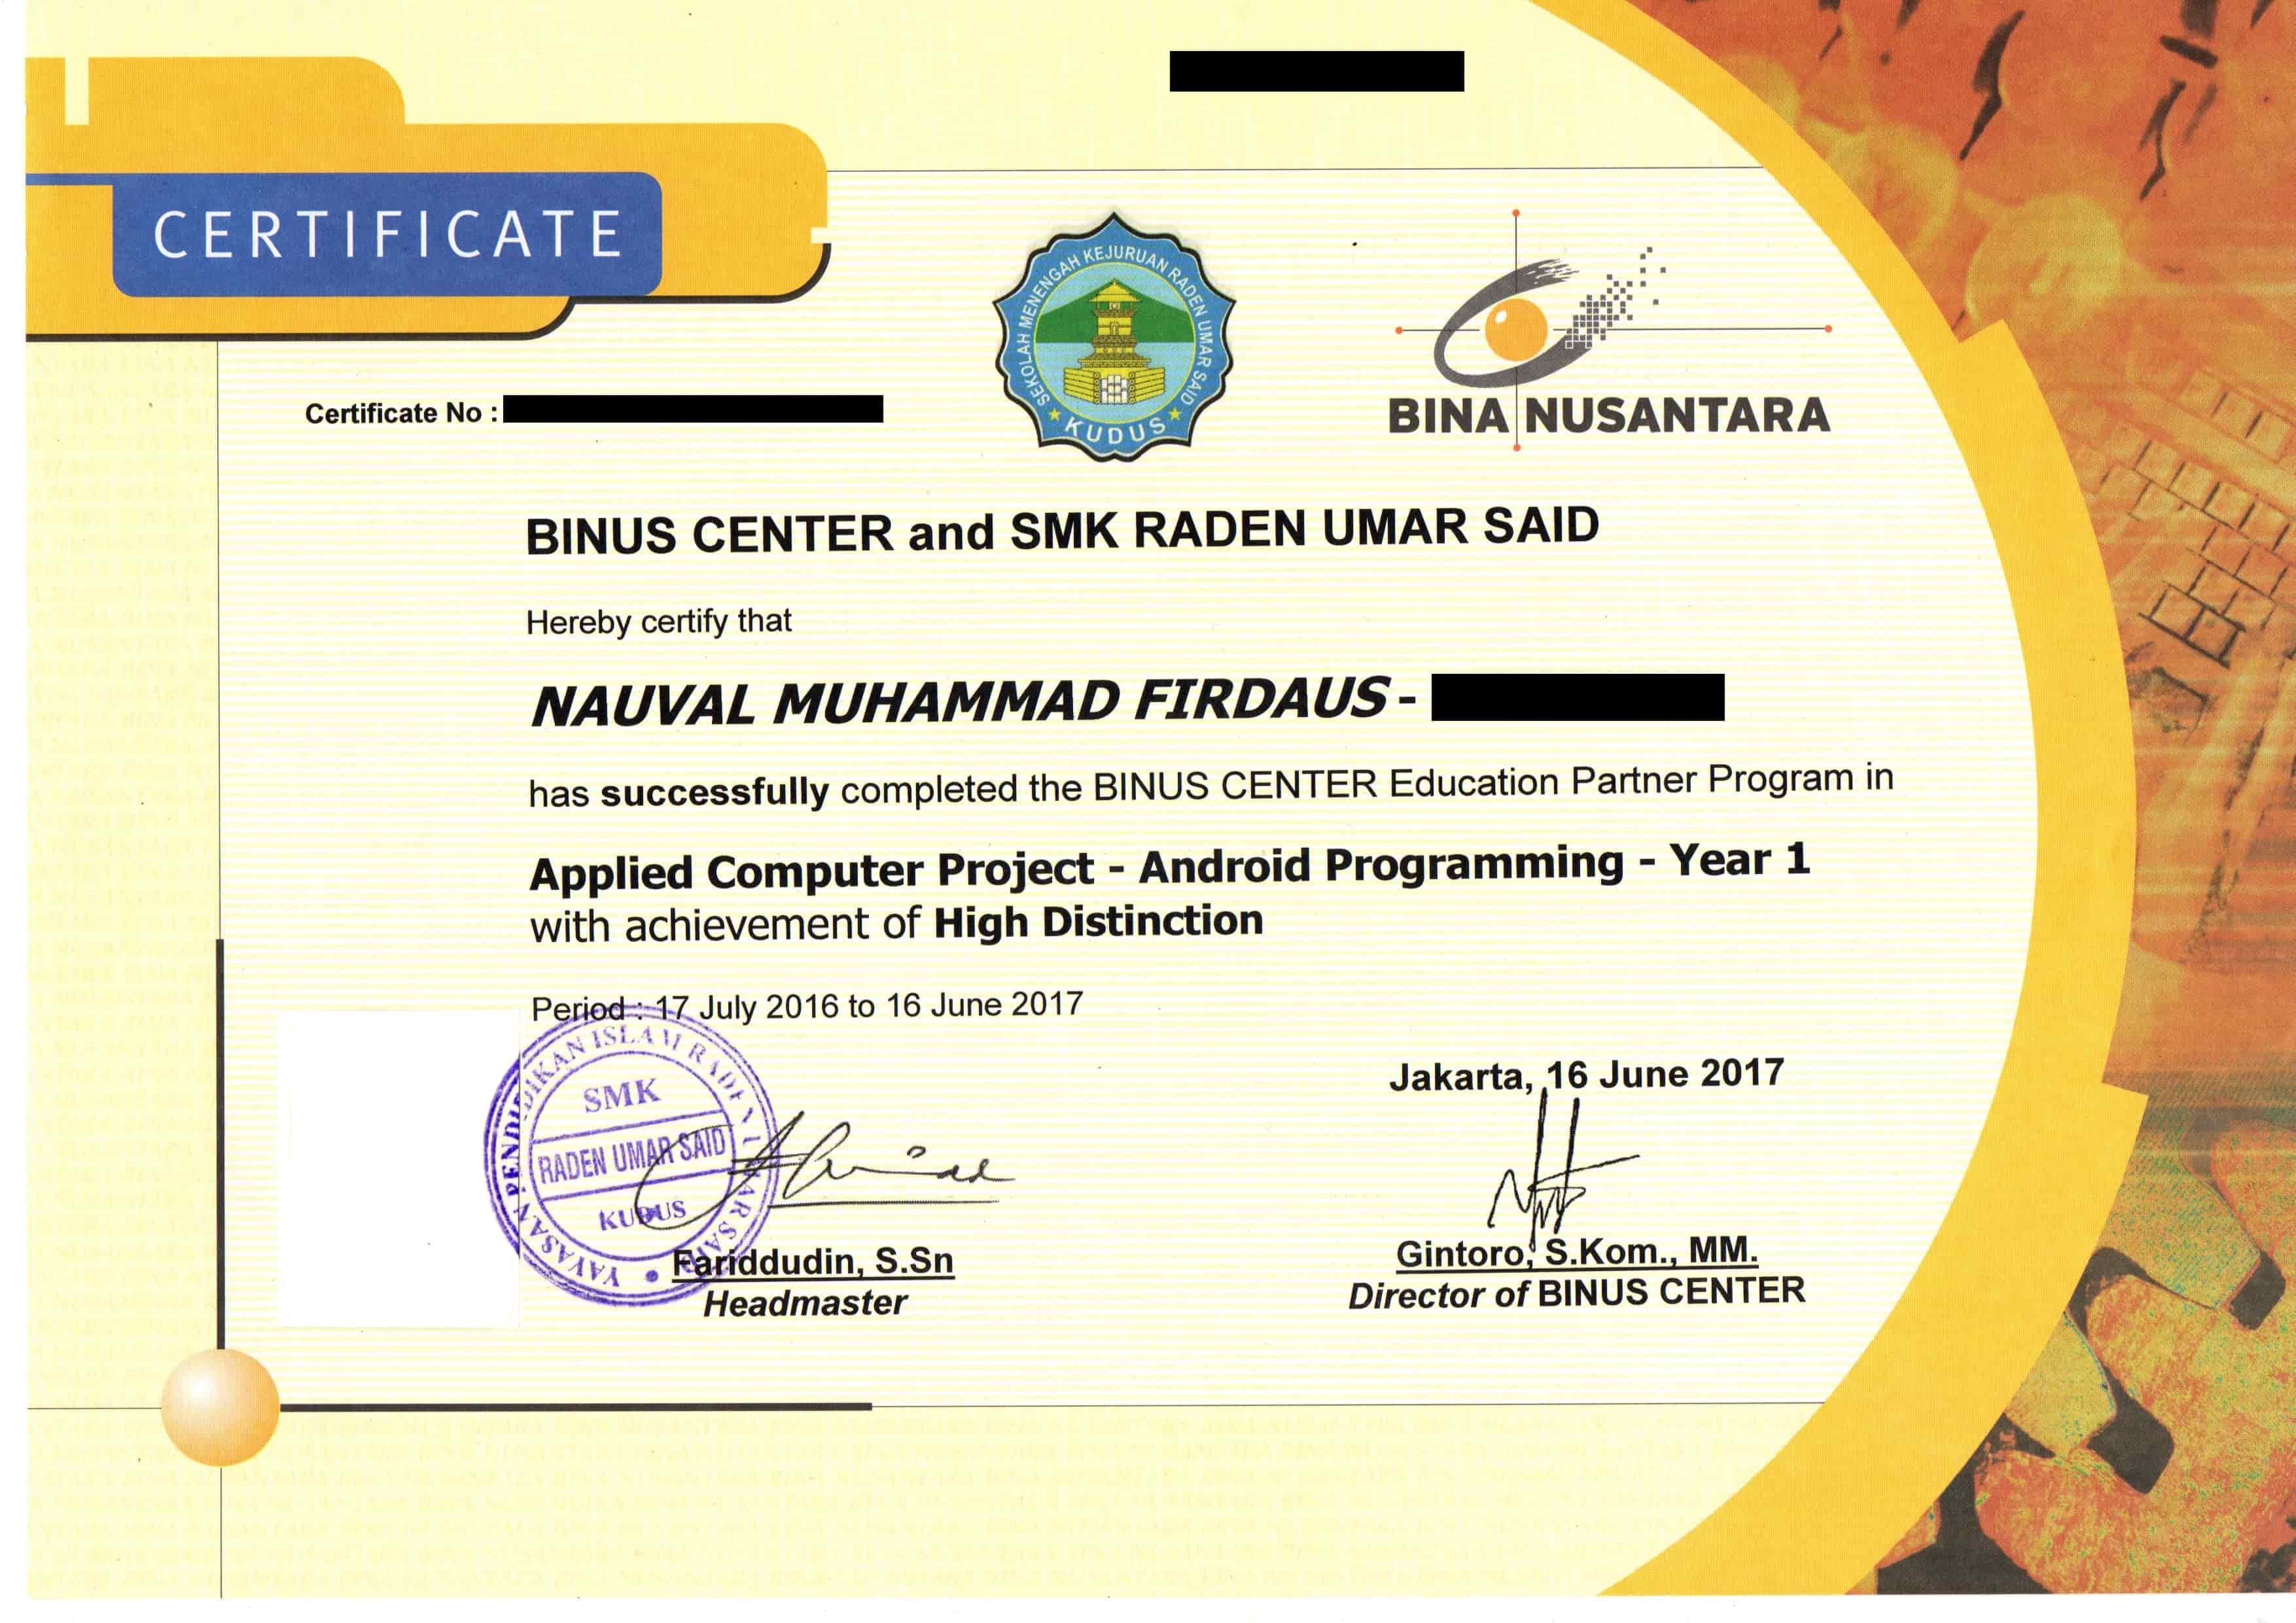 CERTIFICATE
SEKOLAH MENENGAH KEJURUAN RADEN UMAR SAID
KUDUS
BINA NUSANTARA
Certificate No :
BINUS CENTER and SMK RADEN UMAR SAID
Hereby certify that
NAUVAL MUHAMMAD FIRDAUS -
has successfully completed the BINUS CENTER Education Partner Program in
Applied Computer Project - Android Programming - Year 1
with achievement of High Distinction
Period : 17 July 2016 to 16 June 2017
YAYASAN PENDIDIKAN ISLAM RADEN UMAR SAID
SMK
RADEN UMAR SAID
KUDUS
Jakarta, 16 June 2017
Fariddudin, S.Sn
Headmaster
Gintoro, S.Kom., MM.
Director of BINUS CENTER